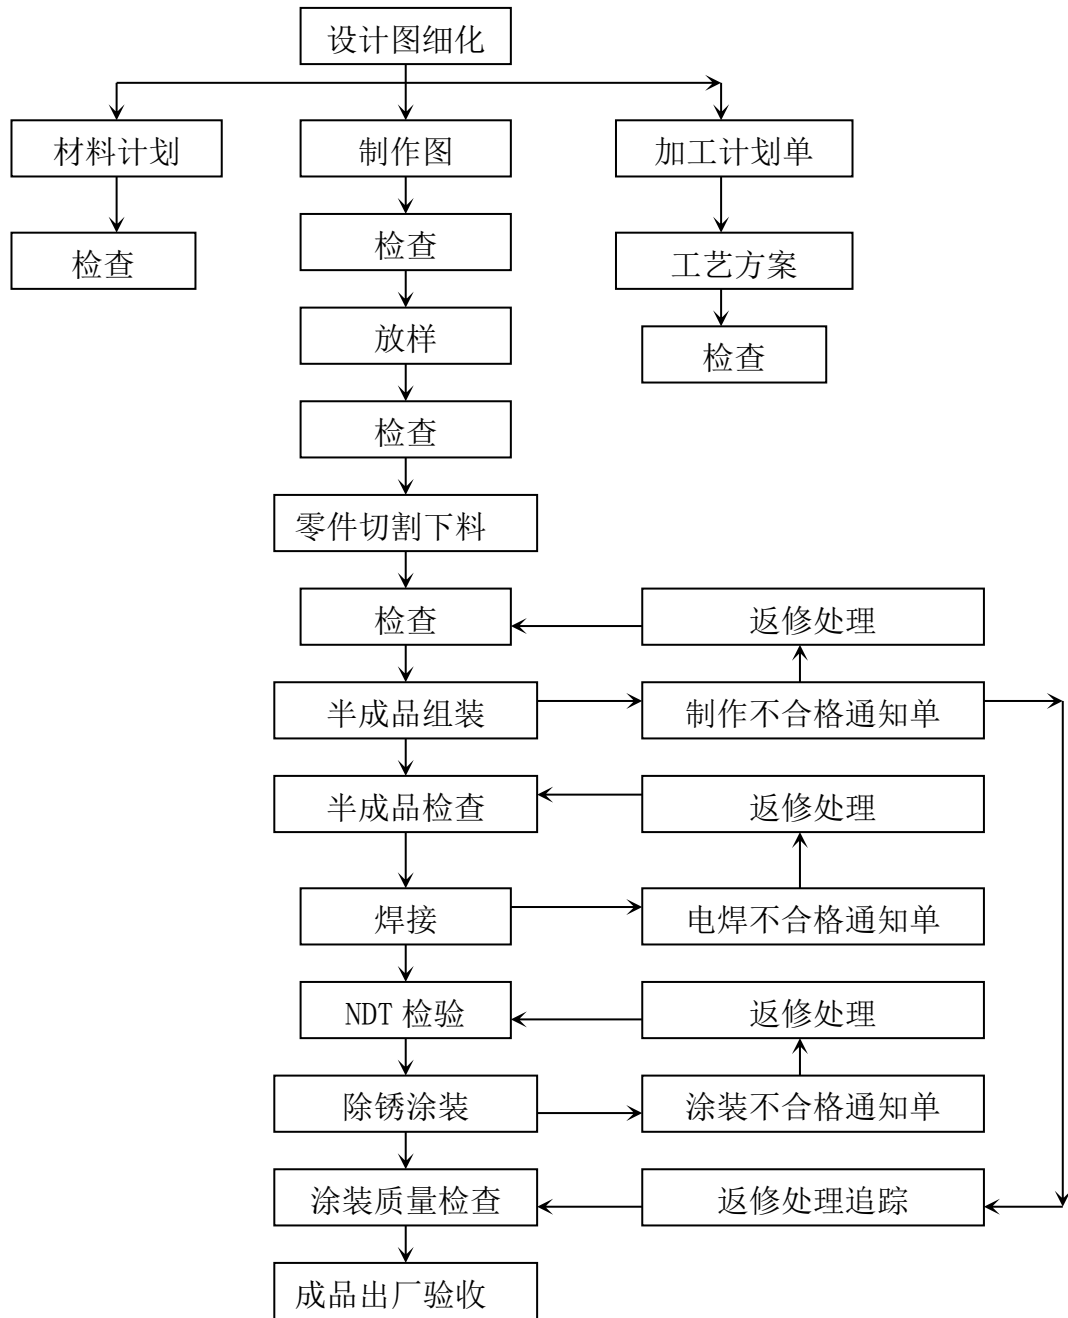 设计图细化
材料计划
制作图
加工计划单
检查
检查
工艺方案
放样
检查
检查
零件切割下料
检查
返修处理
半成品组装
制作不合格通知单
半成品检查
返修处理
焊接
电焊不合格通知单
NDT 检验
返修处理
除锈涂装
涂装不合格通知单
涂装质量检查
返修处理追踪
成品出厂验收